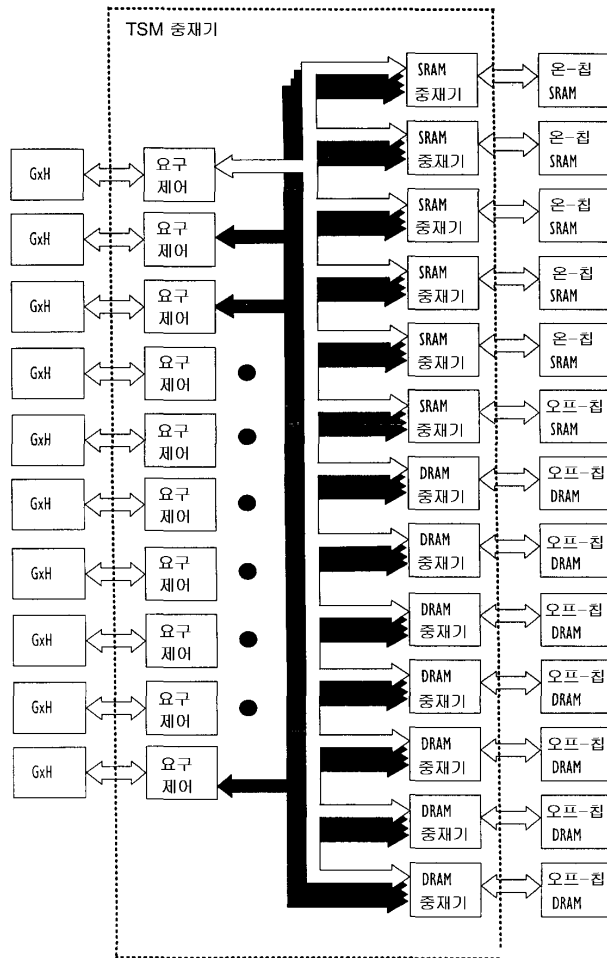 TSM 중재기
SRAM
중재기
온-칩
SRAM
SRAM
중재기
온-칩
SRAM
GxH
요구
제어
SRAM
중재기
온-칩
SRAM
GxH
요구
제어
SRAM
중재기
온-칩
SRAM
GxH
요구
제어
SRAM
중재기
온-칩
SRAM
GxH
요구
제어
SRAM
중재기
오프-칩
SRAM
GxH
요구
제어
DRAM
중재기
오프-칩
DRAM
GxH
요구
제어
DRAM
중재기
오프-칩
DRAM
GxH
요구
제어
DRAM
중재기
오프-칩
DRAM
GxH
요구
제어
DRAM
중재기
오프-칩
DRAM
GxH
요구
제어
DRAM
중재기
오프-칩
DRAM
GxH
요구
제어
DRAM
중재기
오프-칩
DRAM
DRAM
중재기
오프-칩
DRAM